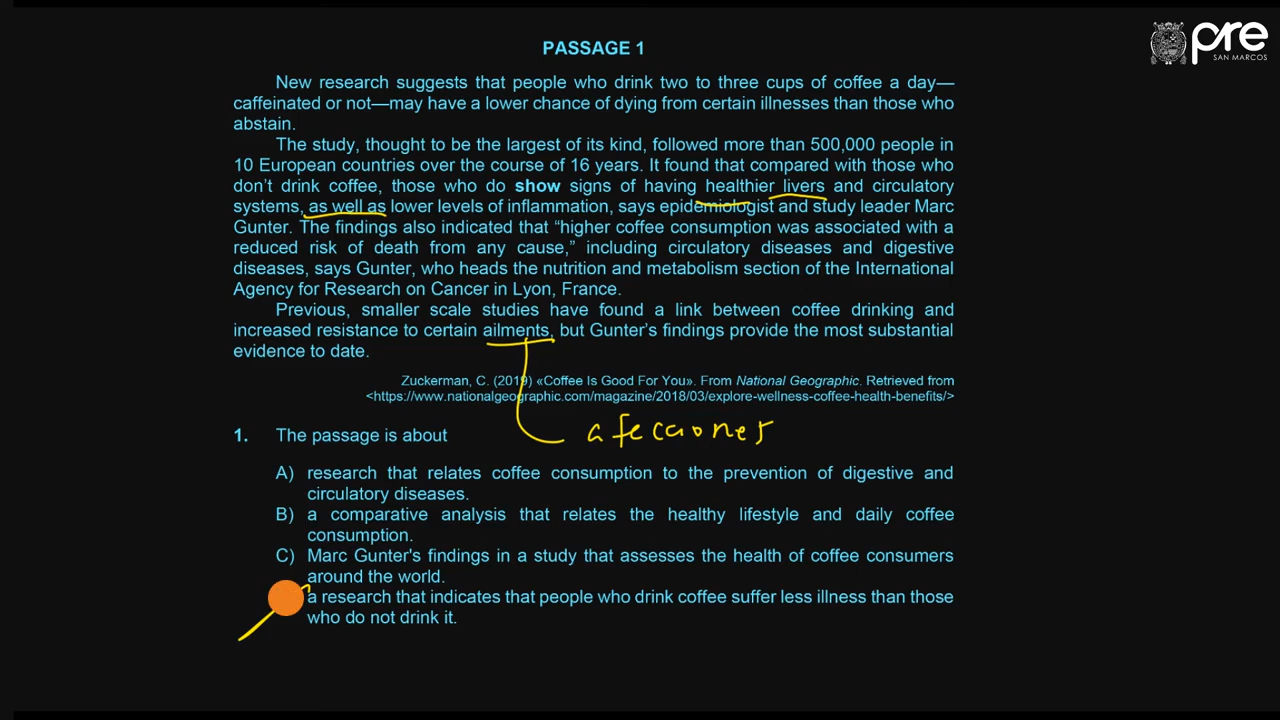 pre
SAN MARCOS
PASSAGE 1
New research suggests that people who drink two to three cups of coffee a day—
caffeinated or not—may have a lower chance of dying from certain illnesses than those who
abstain.
The study, thought to be the largest of its kind, followed more than 500,000 people in
10 European countries over the course of 16 years. It found that compared with those who
don't drink coffee, those who do show signs of having healthier livers and circulatory
systems, as well as lower levels of inflammation, says epidemiologist and study leader Marc
Gunter. The findings also indicated that “higher coffee consumption was associated with a
reduced risk of death from any cause,” including circulatory diseases and digestive
diseases, says Gunter, who heads the nutrition and metabolism section of the International
Agency for Research on Cancer in Lyon, France.
Previous, smaller scale studies have found a link between coffee drinking and
increased resistance to certain ailments, but Gunter's findings provide the most substantial
evidence to date.
Zuckerman, C. (2019) «Coffee Is Good For You». From National Geographic. Retrieved from
<https://www.nationalgeographic.com/magazine/2018/03/explore-wellness-coffee-health-benefits/>
afecciones
1. The passage is about
A) research that relates coffee consumption to the prevention of digestive and
circulatory diseases.
B) a comparative analysis that relates the healthy lifestyle and daily coffee
consumption.
C) Marc Gunter's findings in a study that assesses the health of coffee consumers
around the world.
a research that indicates that people who drink coffee suffer less illness than those
who do not drink it.